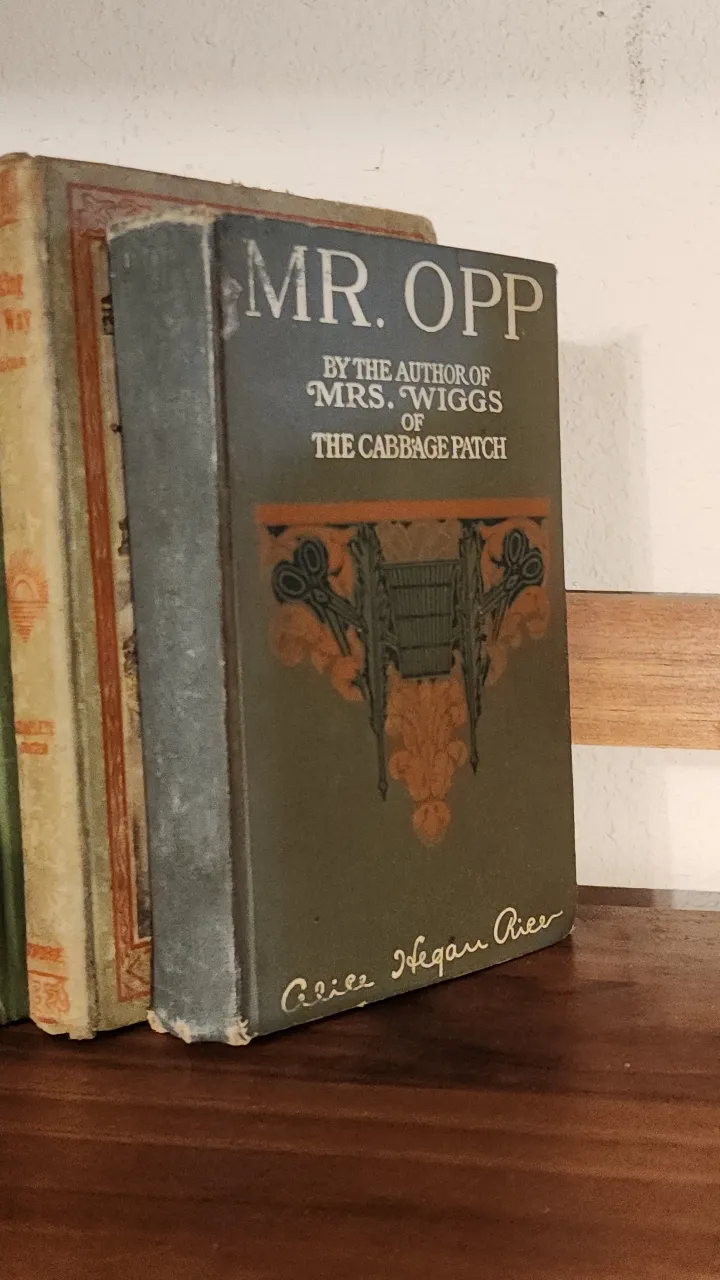 MR. OPP
BY THE AUTHOR OF
MRS. WIGGS
OF
THE CABBAGE PATCH
Alice Hegan Rice